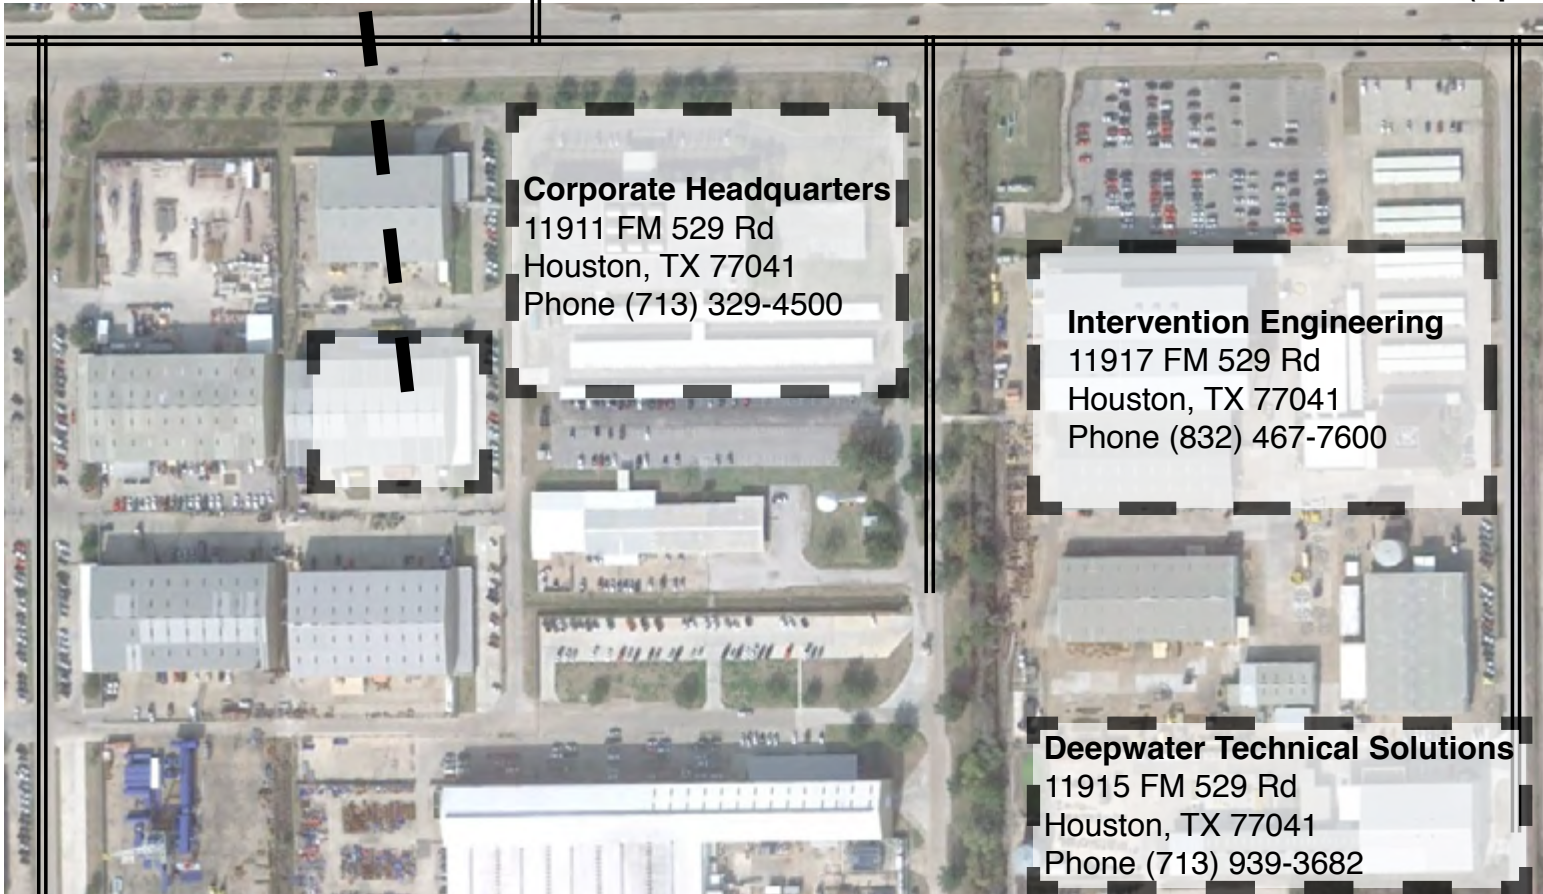 Corporate Headquarters
11911 FM 529 Rd
Houston, TX 77041
Phone (713) 329-4500
Intervention Engineering
11917 FM 529 Rd
Houston, TX 77041
Phone (832) 467-7600
Deepwater Technical Solutions
11915 FM 529 Rd
Houston, TX 77041
Phone (713) 939-3682